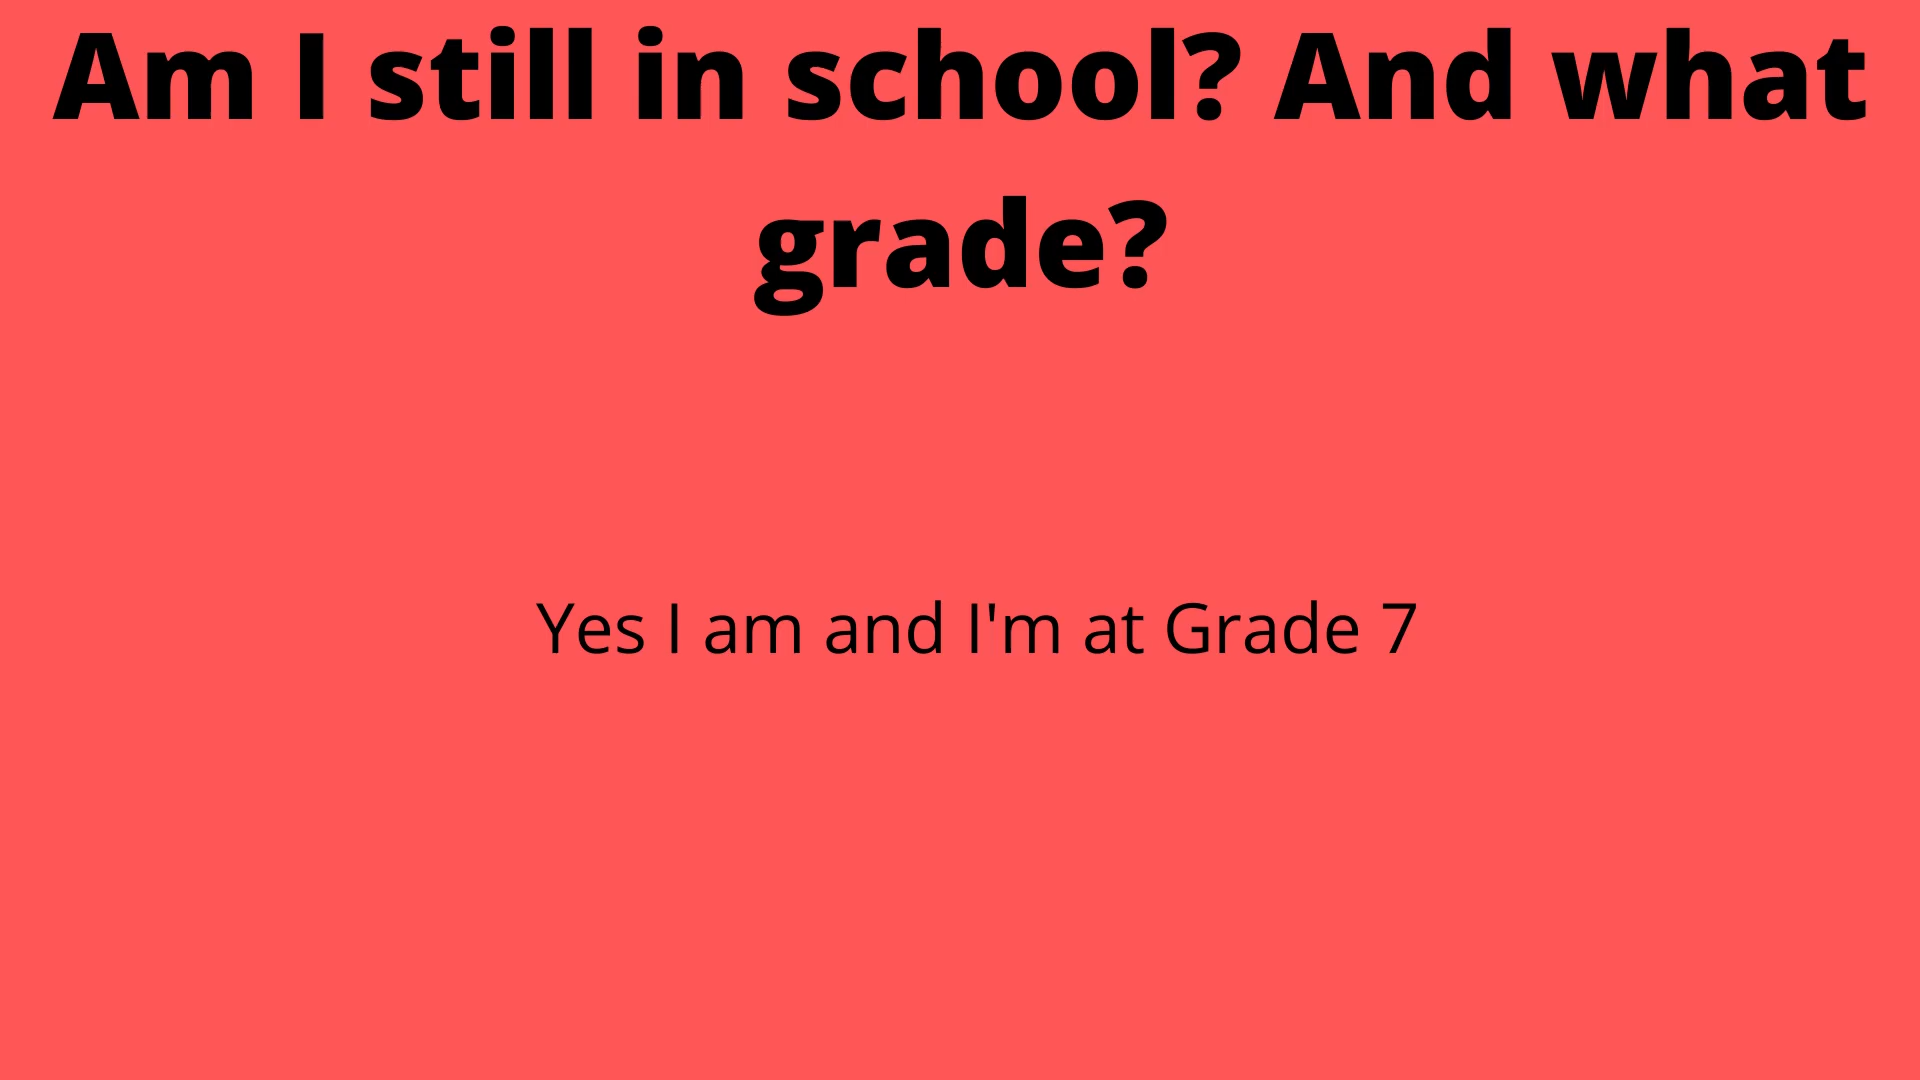 Am I still in school? And what
grade?
Yes I am and I'm at Grade 7